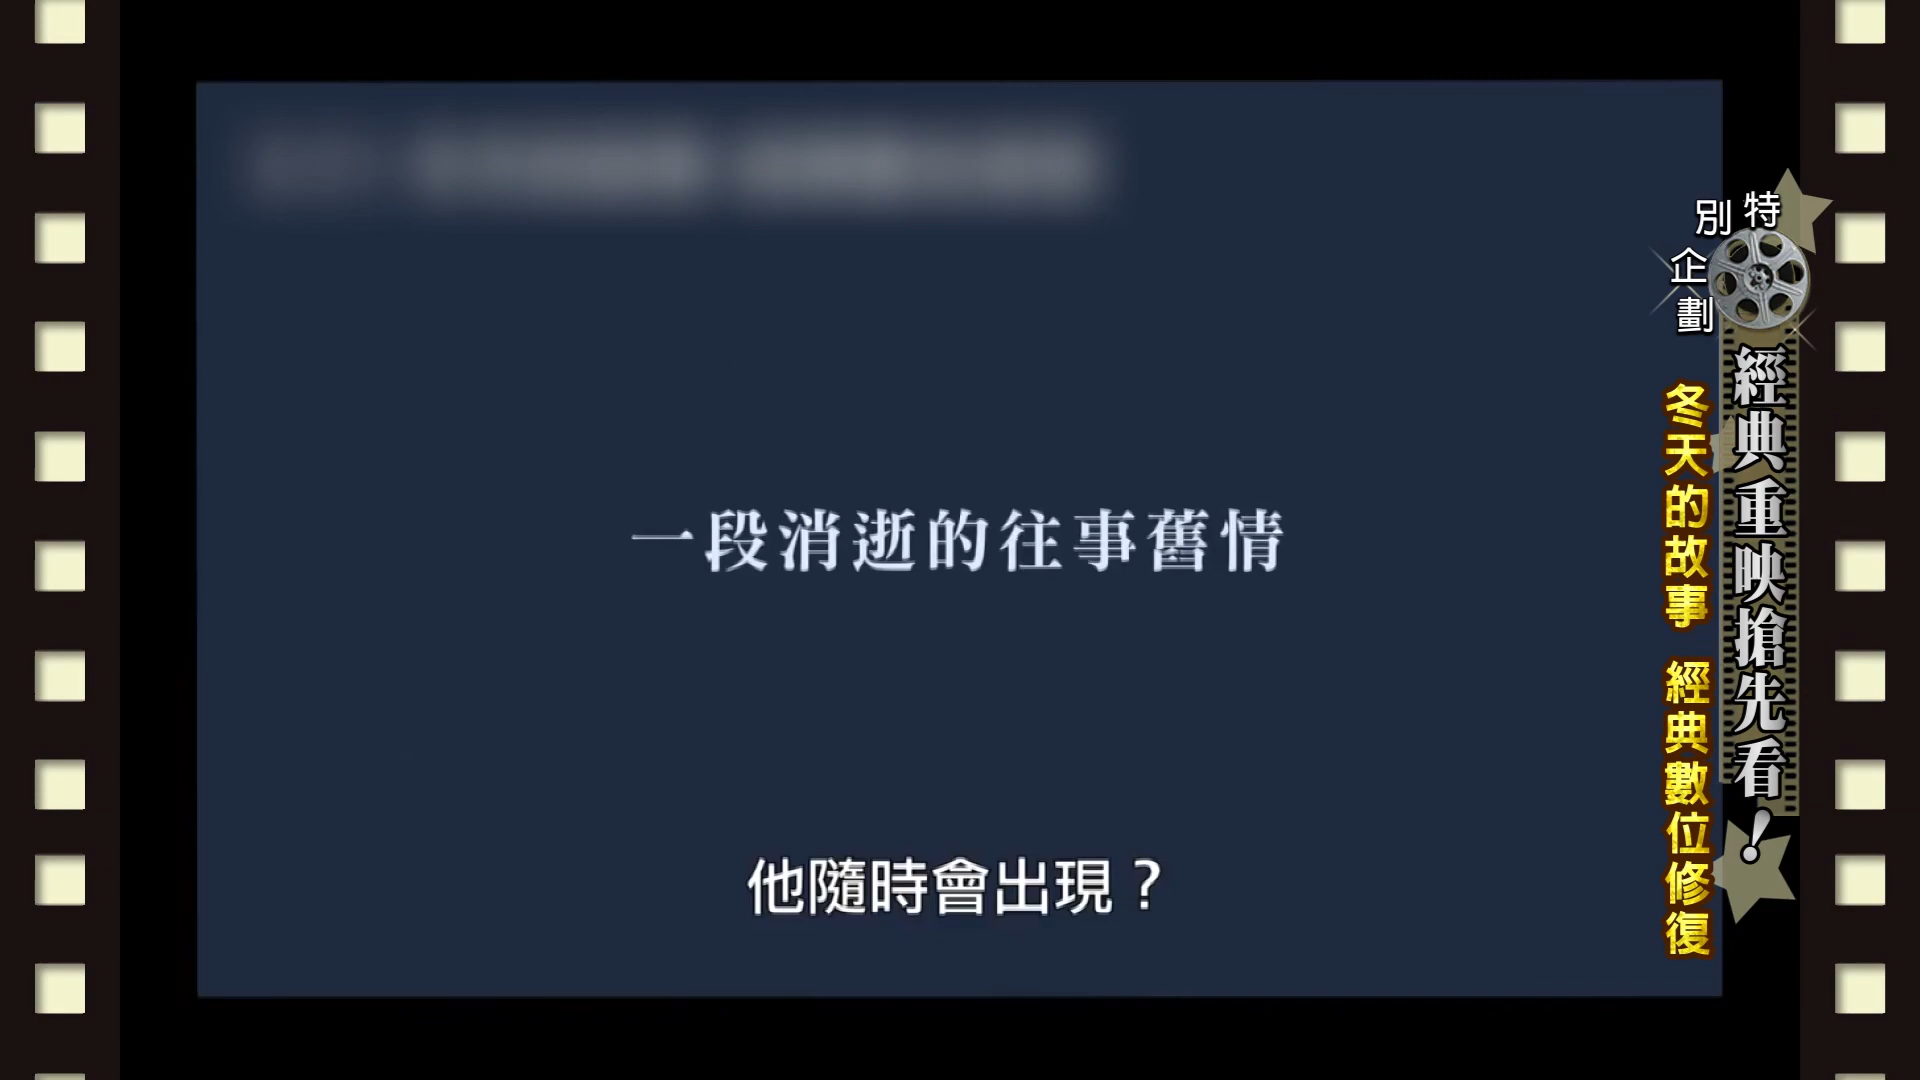 一段消逝的往事舊情
他隨時會出現？
特別企劃
經典重映搶先看！
冬天的故事 經典數位修復